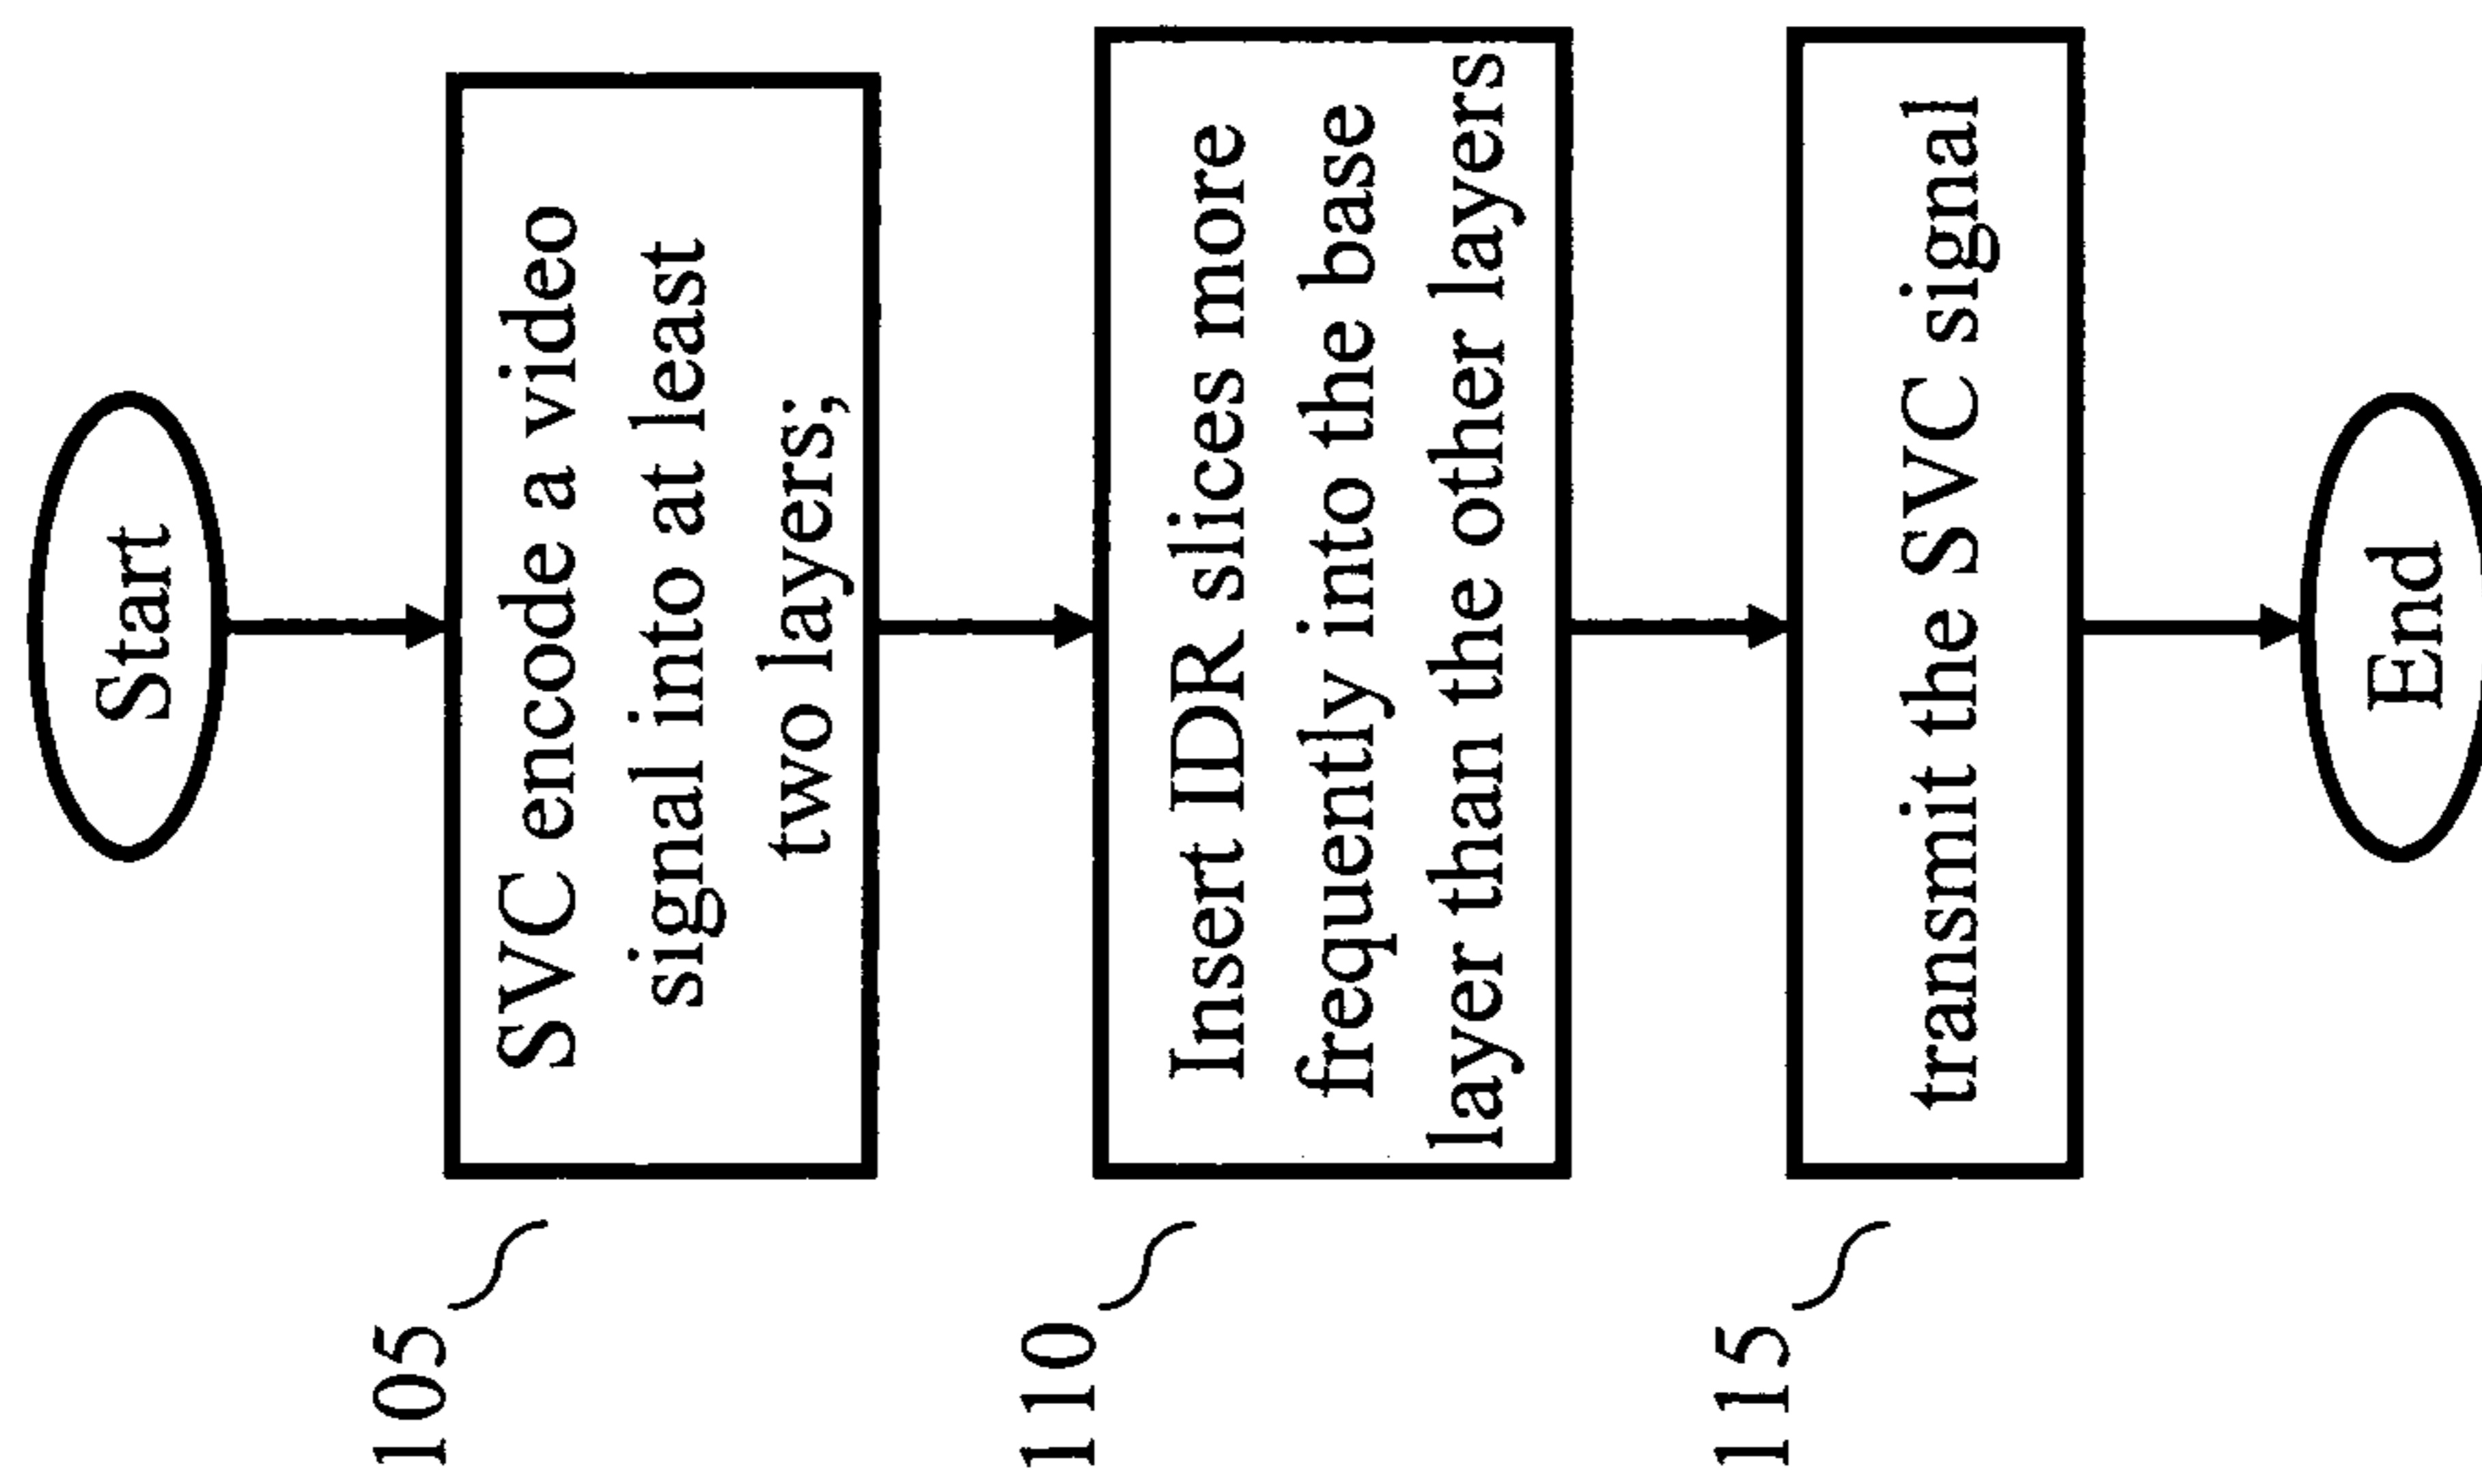 Start
105
SVC encode a video
signal into at least
two layers;
110
Insert IDR slices more
frequently into the base
layer than the other layers
115
transmit the SVC signal
End